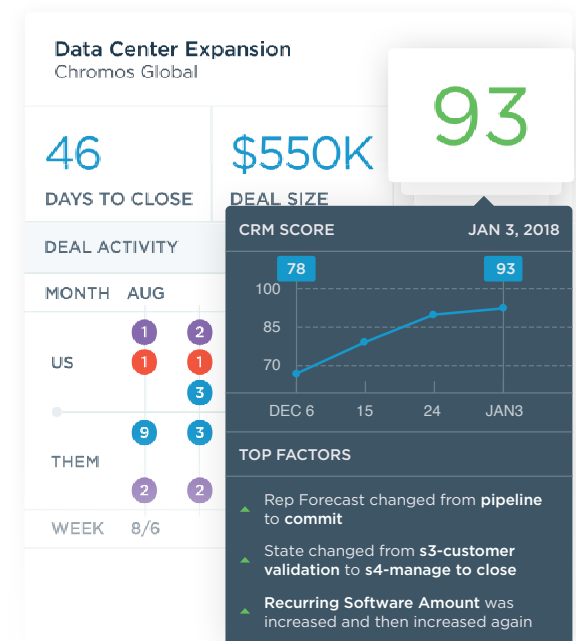 Data Center Expansion
Chromos Global
93
46
$550K
DAYS TO CLOSE
DEAL SIZE
DEAL ACTIVITY
MONTH AUG
US
1 2
1 1
3
9 3
THEM
2 2
WEEK 8/6
CRM SCORE JAN 3, 2018
78 93
100
85
70
DEC 6 15 24 JAN3
TOP FACTORS
Rep Forecast changed from pipeline
to commit
State changed from s3-customer
validation to s4-manage to close
Recurring Software Amount was
increased and then increased again